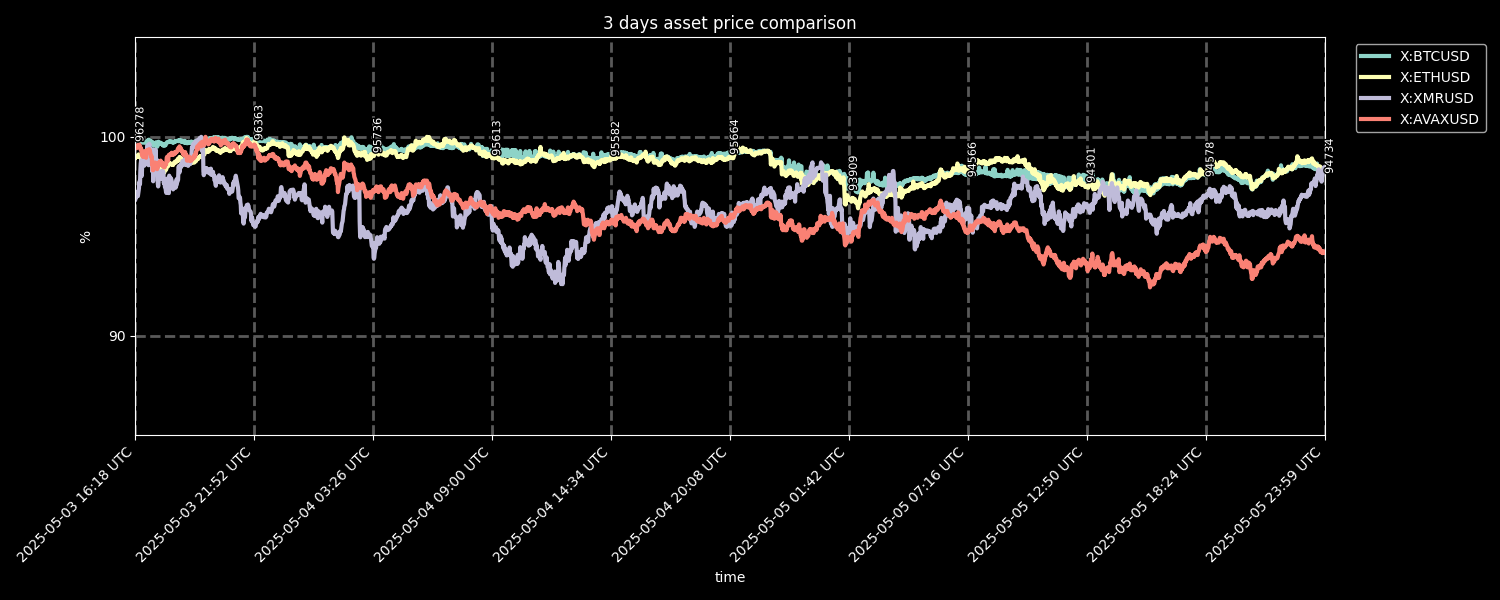 3 days asset price comparison
X:BTCUSD
X:ETHUSD
X:XMRUSD
X:AVAXUSD
%
100
90
96278
96363
95736
95613
95582
95664
93909
94566
94301
94578
94734
2025-05-03 16:18 UTC
2025-05-03 21:52 UTC
2025-05-04 03:26 UTC
2025-05-04 09:00 UTC
2025-05-04 14:34 UTC
2025-05-04 20:08 UTC
2025-05-05 01:42 UTC
2025-05-05 07:16 UTC
2025-05-05 12:50 UTC
2025-05-05 18:24 UTC
2025-05-05 23:59 UTC
time